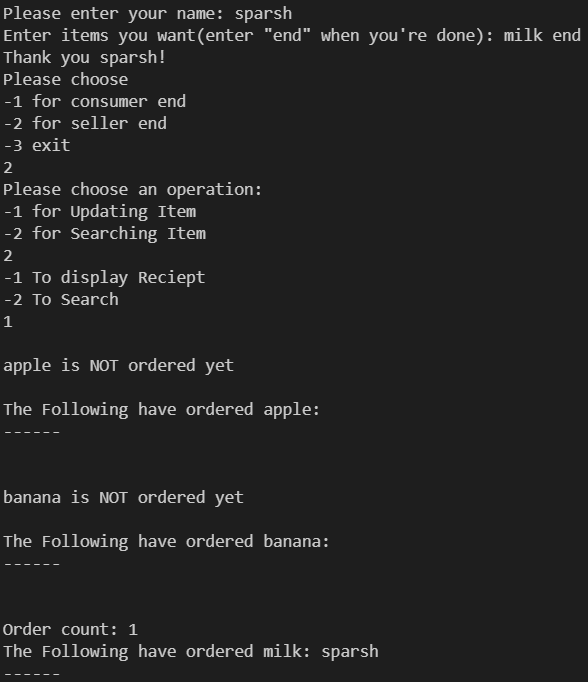 Please enter your name: sparsh
Enter items you want(enter "end" when you're done): milk end
Thank you sparsh!
Please choose
-1 for consumer end
-2 for seller end
-3 exit
2
Please choose an operation:
-1 for Updating Item
-2 for Searching Item
2
-1 To display Reciept
-2 To Search
1
apple is NOT ordered yet
The Following have ordered apple:
------
banana is NOT ordered yet
The Following have ordered banana:
------
Order count: 1
The Following have ordered milk: sparsh
------